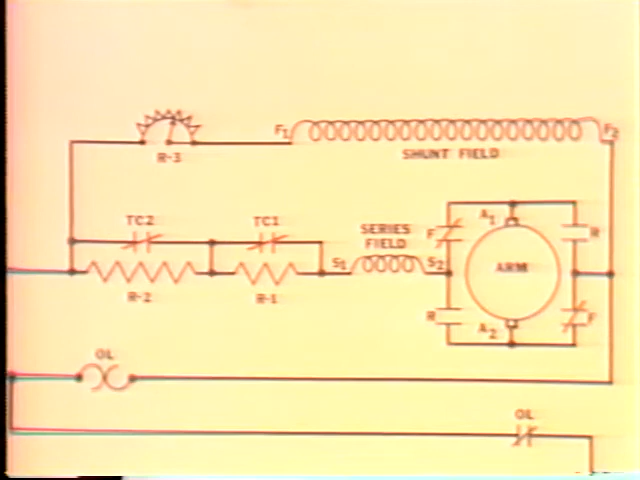 F1
F2
R-3
SHUNT FIELD
TC2
TC1
SERIES
FIELD
F
A1
R
S1
S2
ARM
R-2
R-1
R
A2
F
OL
OL